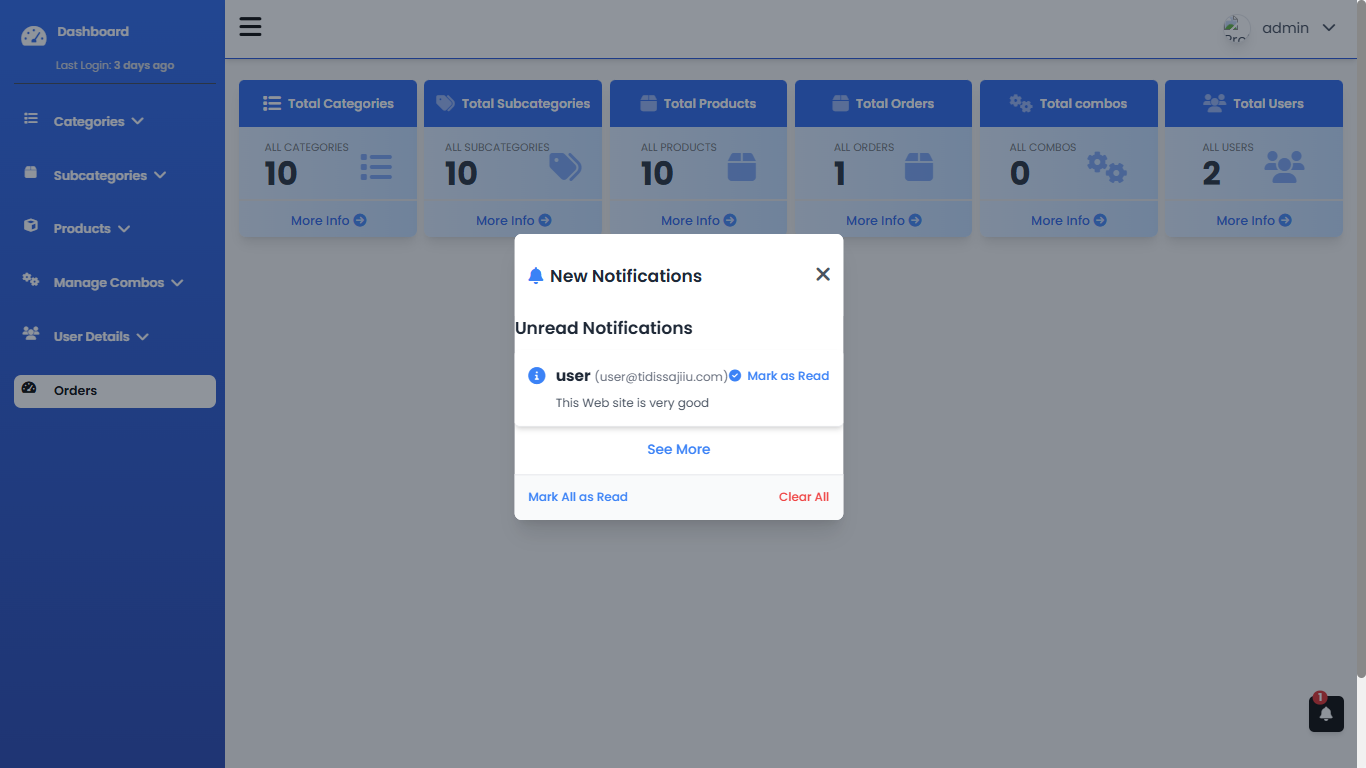 Dashboard
Last Login: 3 days ago
Categories
Subcategories
Products
Manage Combos
User Details
Orders
admin
Total Categories
ALL CATEGORIES
10
More Info
Total Subcategories
ALL SUBCATEGORIES
10
More Info
Total Products
ALL PRODUCTS
10
More Info
Total Orders
ALL ORDERS
1
More Info
Total combos
ALL COMBOS
0
More Info
Total Users
ALL USERS
2
More Info
New Notifications
Unread Notifications
user (user@tidissajiiu.com) Mark as Read
This Web site is very good
See More
Mark All as Read
Clear All
1